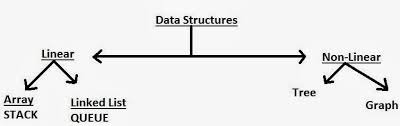 Data Structures
Linear
Non-Linear
Array
STACK
Linked List
QUEUE
Tree
Graph